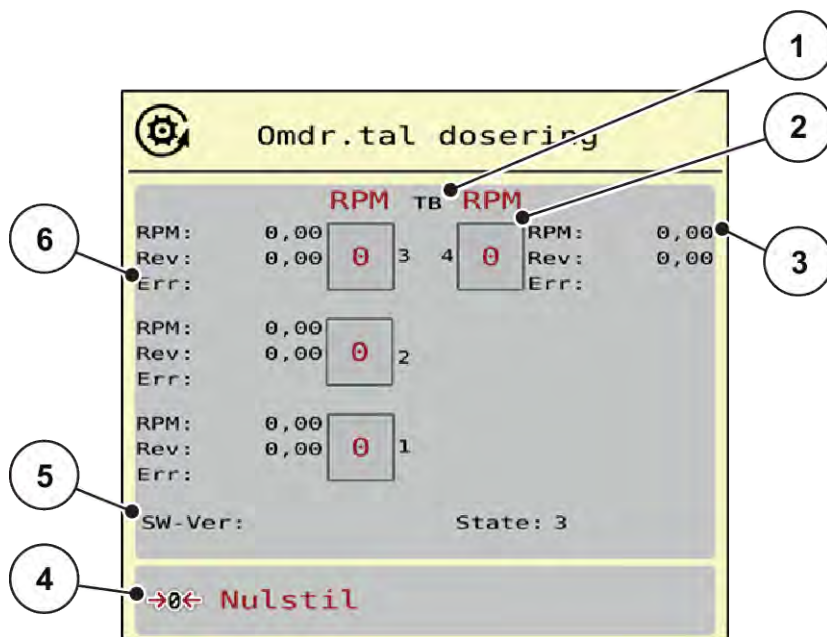 1
Omdr.tal dosering
2
RPM TB RPM
RPM: 0,00 0 3 4 0 RPM: 0,00
Rev: 0,00 Rev: 0,00
Err: Err:
6
3
RPM: 0,00
Rev: 0,00 0 2
Err:
RPM: 0,00
Rev: 0,00 0 1
Err:
5
SW-Ver: State: 3
4
→0← Nulstil